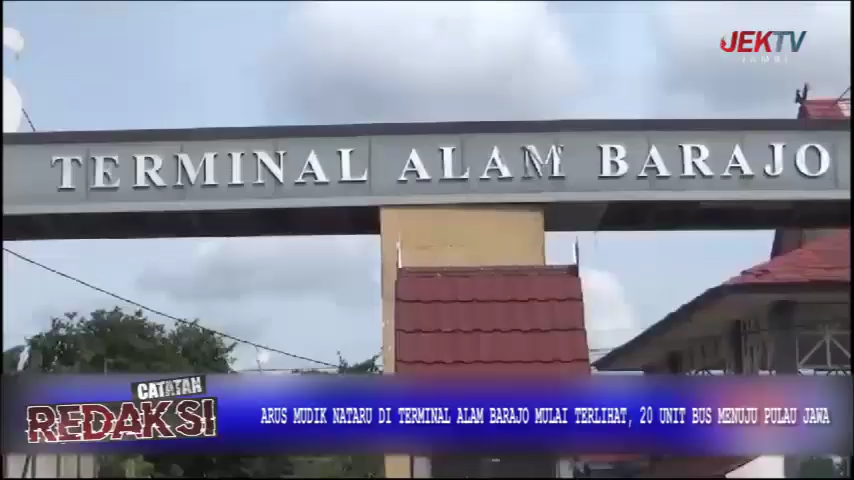 JEKTV
JAMBI
TERMINAL ALAM BARAJO
CATATAN
REDAKSI
ARUS MUDIK NATARU DI TERMINAL ALAM BARAJO MULAI TERLIHAT, 20 UNIT BUS MENUJU PULAU JAWA